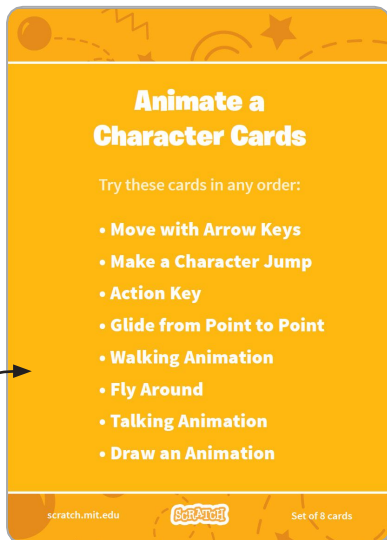 Animate a
Character Cards
Try these cards in any order:
• Move with Arrow Keys
• Make a Character Jump
• Action Key
• Glide from Point to Point
• Walking Animation
• Fly Around
• Talking Animation
• Draw an Animation
scratch.mit.edu SCRATCH Set of 8 cards